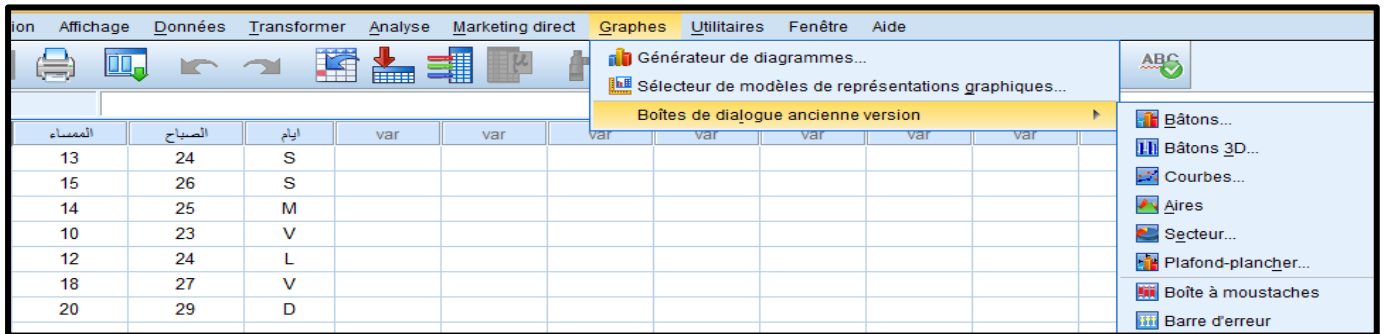 ion Affichage Données Transformer Analyse Marketing direct Graphes Utilitaires Fenêtre Aide
Générateur de diagrammes...
Sélecteur de modèles de représentations graphiques...
Boîtes de dialogue ancienne version
ABC
Bâtons...
Bâtons 3D...
Courbes...
Aires
Secteur...
Plafond-plancher...
Boîte à moustaches
Barre d'erreur
الممساء الصباح ايام var var var var var var
13 24 S
15 26 S
14 25 M
10 23 V
12 24 L
18 27 V
20 29 D